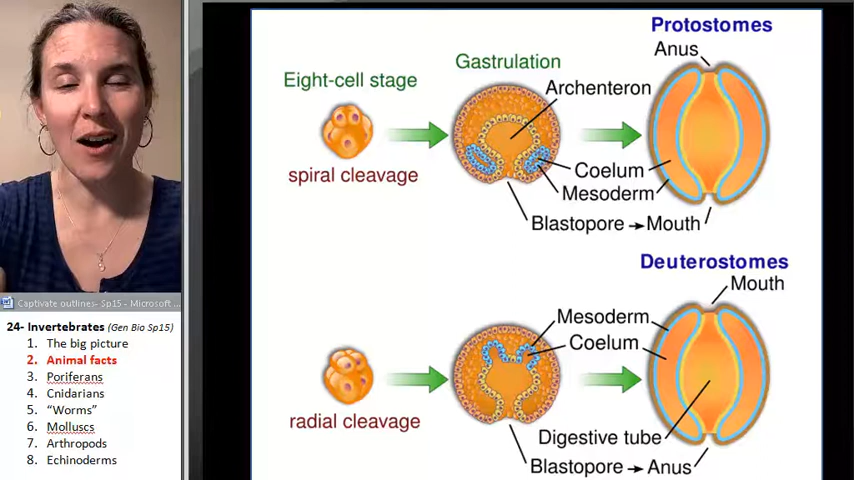 Protostomes
Anus
Gastrulation
Eight-cell stage
Archenteron
Coelum
spiral cleavage
Mesoderm
Blastopore → Mouth
Deuterostomes
Mouth
Mesoderm
Coelum
radial cleavage
Digestive tube
Blastopore → Anus
Captivate outlines- Sp15 - Microsoft ...
24- Invertebrates (Gen Bio Sp15)
1. The big picture
2. Animal facts
3. Poriferans
4. Cnidarians
5. “Worms”
6. Molluscs
7. Arthropods
8. Echinoderms